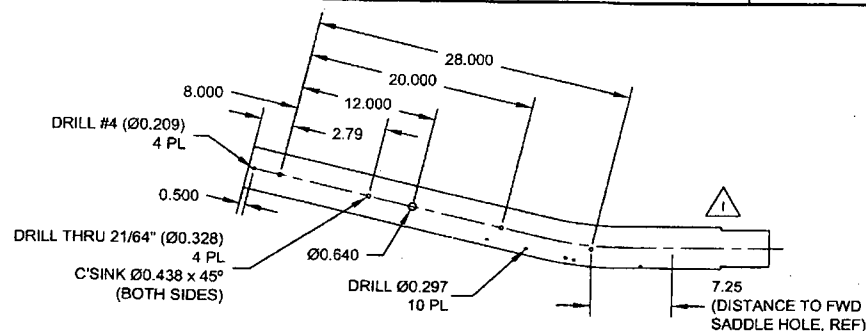 28.000
20.000
8.000
12.000
DRILL #4 (Ø0.209)
4 PL
2.79
0.500
1
DRILL THRU 21/64" (Ø0.328)
4 PL
C'SINK Ø0.438 x 45º
(BOTH SIDES)
Ø0.640
DRILL Ø0.297
10 PL
7.25
(DISTANCE TO FWD
SADDLE HOLE, REF)